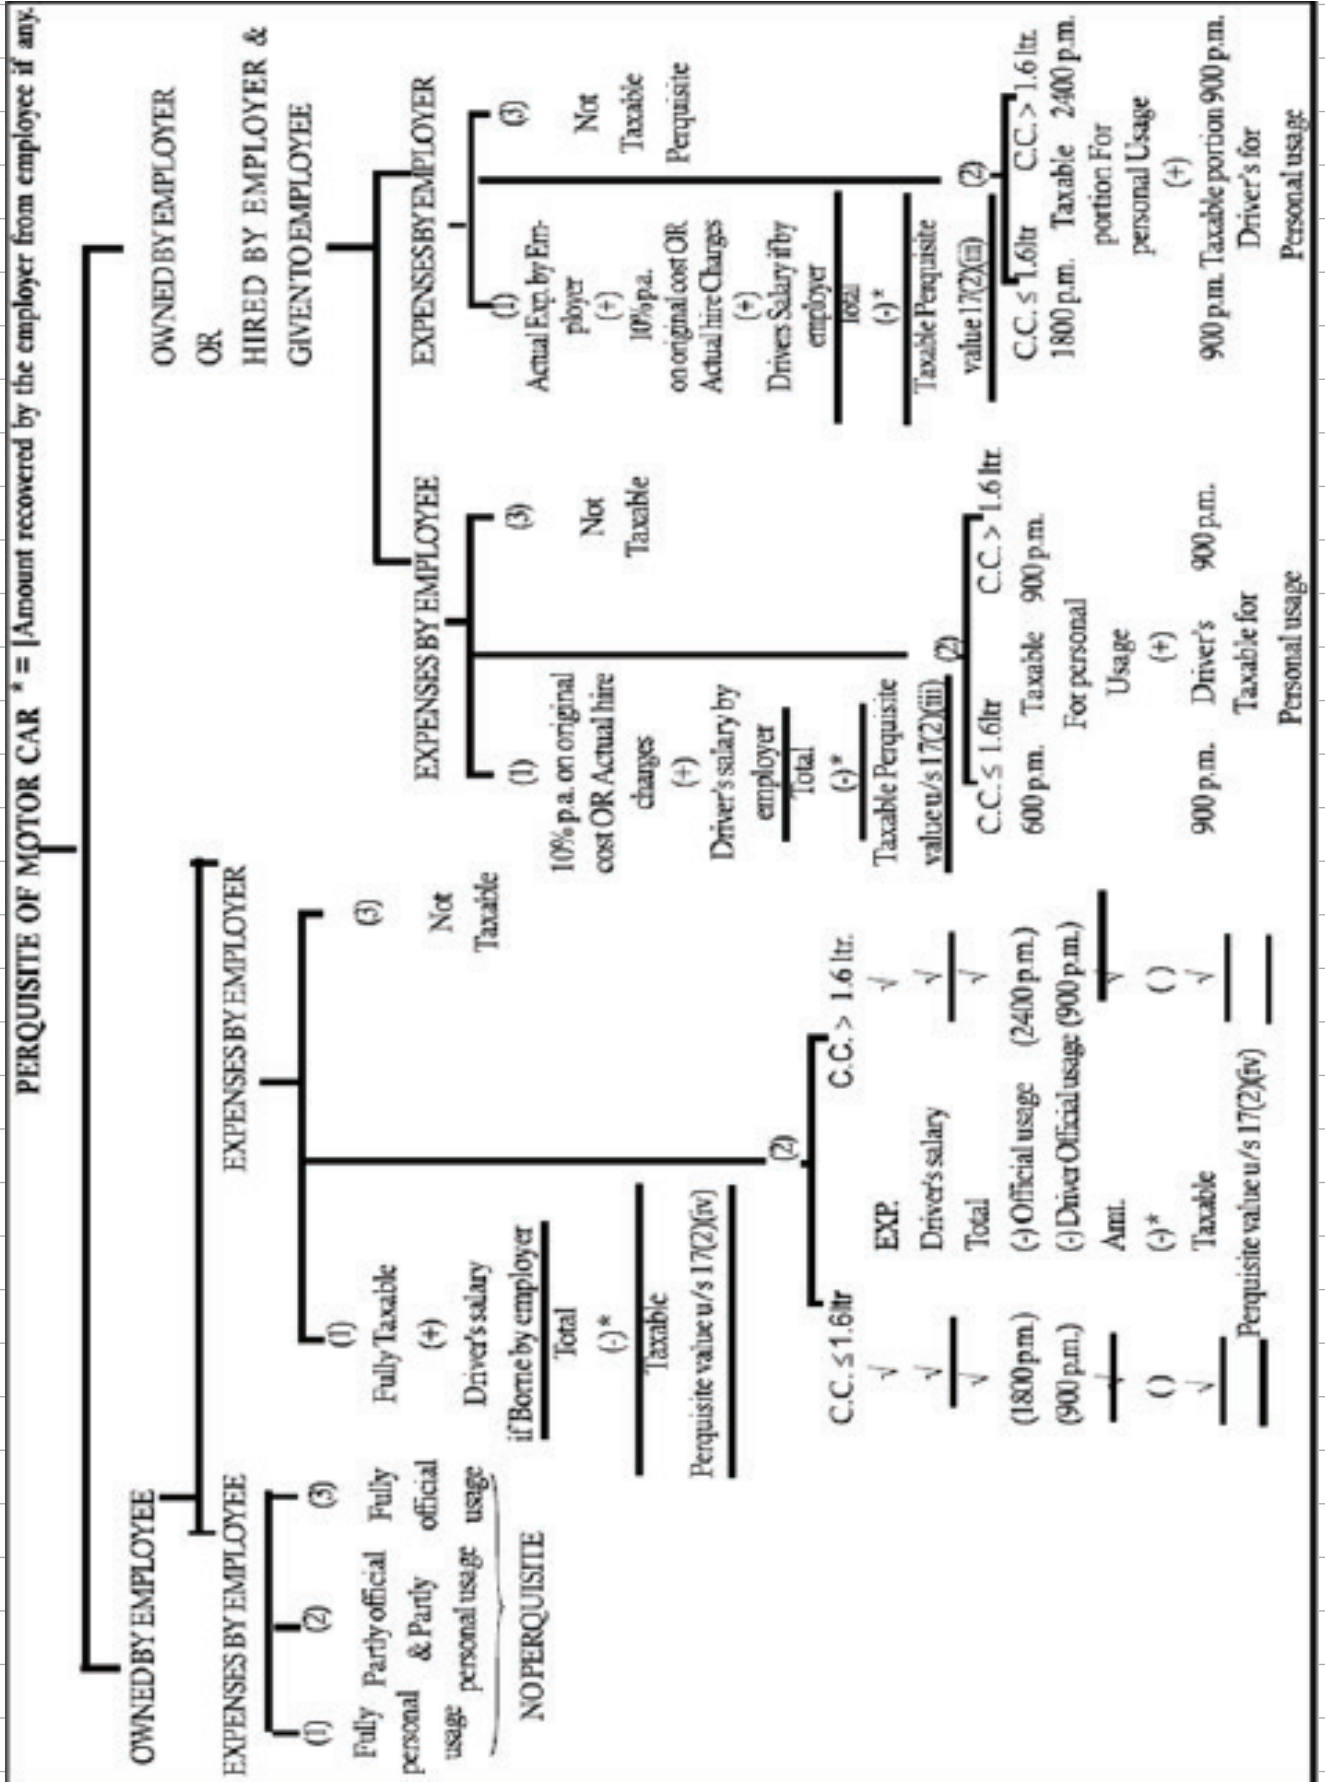 PERQUISITE OF MOTOR CAR * = [Amount recovered by the employer from employee if any.
OWNED BY EMPLOYEE
EXPENSES BY EMPLOYEE
(1) (2) (3)
Fully Partly official Fully
personal & Partly official
usage personal usage usage
NO PERQUISITE
EXPENSES BY EMPLOYER
(1)
Fully Taxable
(+)
Driver's salary
if Borne by employer
Total
(-)*
Taxable
Perquisite value u/s 17(2)(iv)
(3)
Not
Taxable
(2)
C.C. ≤ 1.6ltr C.C. > 1.6 ltr.
√ EXP. √
√ Driver's salary √
√ Total √
(1800 p.m.) (-) Official usage (2400 p.m.)
(900 p.m.) (-) Driver Official usage (900 p.m.)
√ Amt. √
( ) (-)* ( )
√ Taxable √
Perquisite value u/s 17(2)(iv)
OWNED BY EMPLOYER
OR
HIRED BY EMPLOYER &
GIVEN TO EMPLOYEE
EXPENSES BY EMPLOYEE
(1)
10% p.a. on original
cost OR Actual hire
charges
(+)
Driver's salary by
employer
Total
(-)*
Taxable Perquisite
value u/s 17(2)(iii)
(3)
Not
Taxable
(2)
C.C. ≤ 1.6ltr C.C. > 1.6 ltr.
600 p.m. Taxable 900 p.m.
For personal
Usage
(+)
900 p.m. Driver's 900 p.m.
Taxable for
Personal usage
EXPENSES BY EMPLOYER
(1)
Actual Exp. by Em-
ployer
(+)
10% p.a.
on original cost OR
Actual hire Charges
(+)
Drivers Salary if by
employer
Total
(-)*
Taxable Perquisite
value 17(2)(iii)
(3)
Not
Taxable
Perquisite
(2)
C.C. ≤ 1.6ltr C.C. > 1.6 ltr.
1800 p.m. Taxable 2400 p.m.
portion For
personal Usage
(+)
900 p.m. Taxable portion 900 p.m.
Driver's for
Personal usage